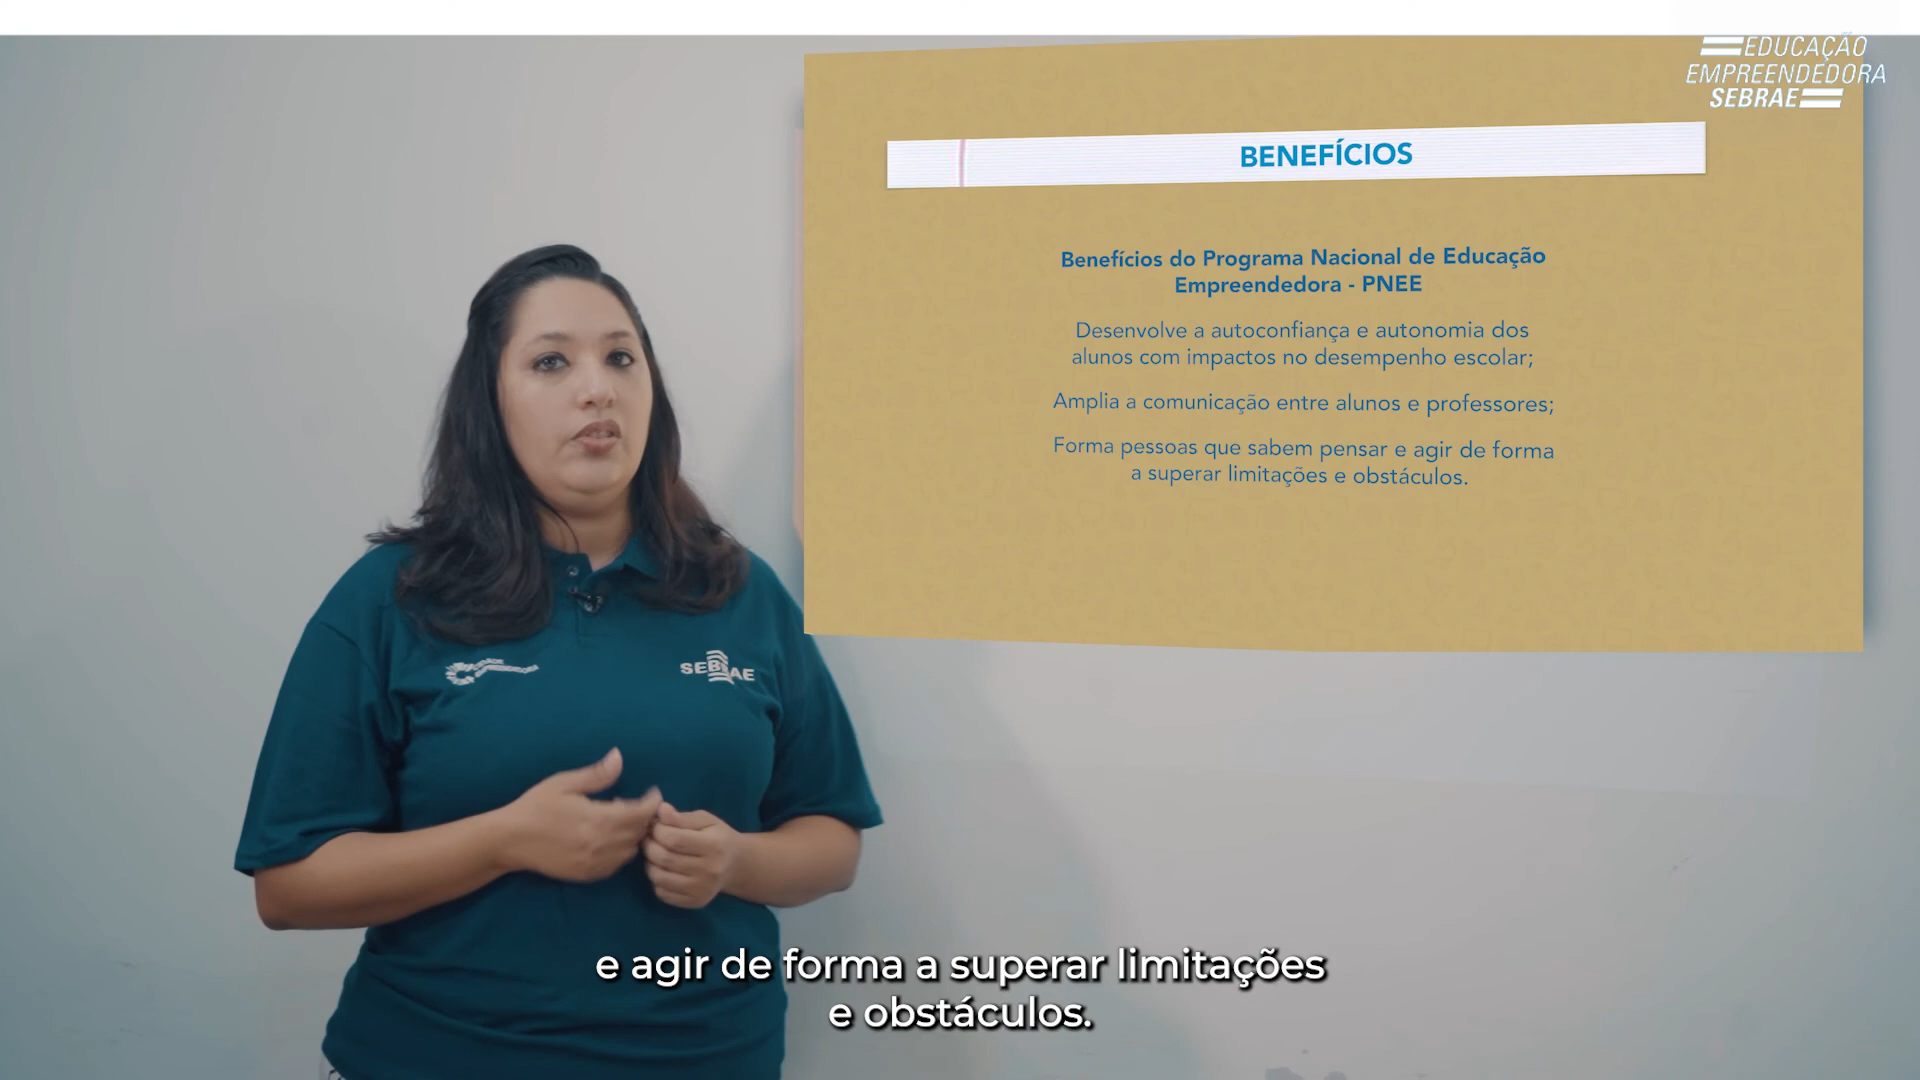 EDUCAÇÃO
EMPREENDEDORA
SEBRAE
BENEFÍCIOS
Benefícios do Programa Nacional de Educação
Empreendedora - PNEE
Desenvolve a autoconfiança e autonomia dos
alunos com impactos no desempenho escolar;
Amplia a comunicação entre alunos e professores;
Forma pessoas que sabem pensar e agir de forma
a superar limitações e obstáculos.
CIDADE
EMPREENDEDORA
SEBRAE
e agir de forma a superar limitações
e obstáculos.